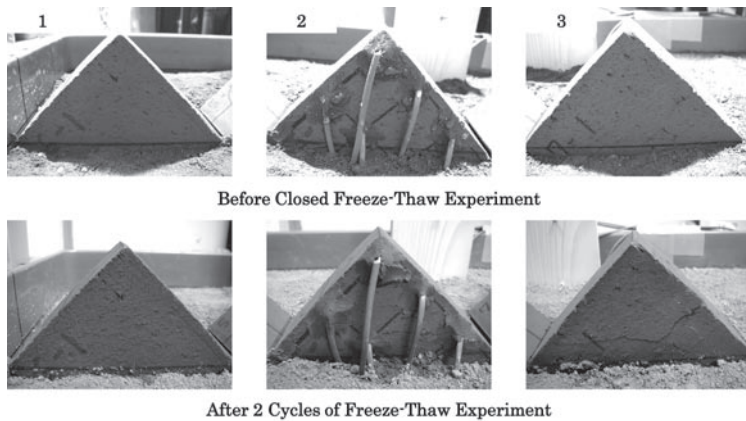 1 2 3
Before Closed Freeze-Thaw Experiment
After 2 Cycles of Freeze-Thaw Experiment